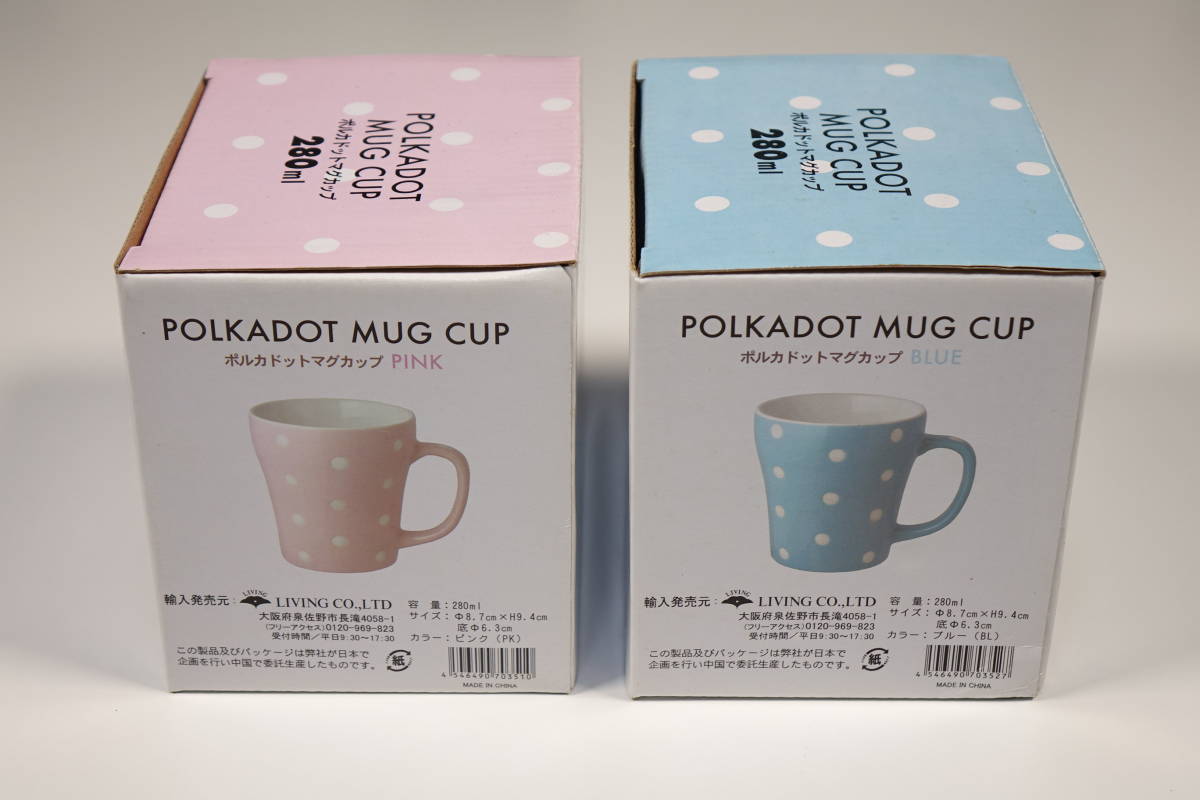 POLKADOT
MUG CUP
ポルカドットマグカップ
280ml
POLKADOT MUG CUP
ポルカドットマグカップ PINK
輸入発売元: LIVING LIVING CO.,LTD
大阪府泉佐野市長滝4058-1
(フリーアクセス)0120-969-823
受付時間/平日9:30～17:30
容 量:280ml
サイズ:Φ8.7cm×H9.4cm
底Φ6.3cm
カラー:ピンク(PK)
この製品及びパッケージは弊社が日本で
企画を行い中国で委託生産したものです。
紙
4 546490 703510
MADE IN CHINA
POLKADOT
MUG CUP
ポルカドットマグカップ
280ml
POLKADOT MUG CUP
ポルカドットマグカップ BLUE
輸入発売元: LIVING LIVING CO.,LTD
大阪府泉佐野市長滝4058-1
(フリーアクセス)0120-969-823
受付時間/平日9:30～17:30
容 量:280ml
サイズ:Φ8.7cm×H9.4cm
底Φ6.3cm
カラー:ブルー(BL)
この製品及びパッケージは弊社が日本で
企画を行い中国で委託生産したものです。
紙
4 546490 703527
MADE IN CHINA